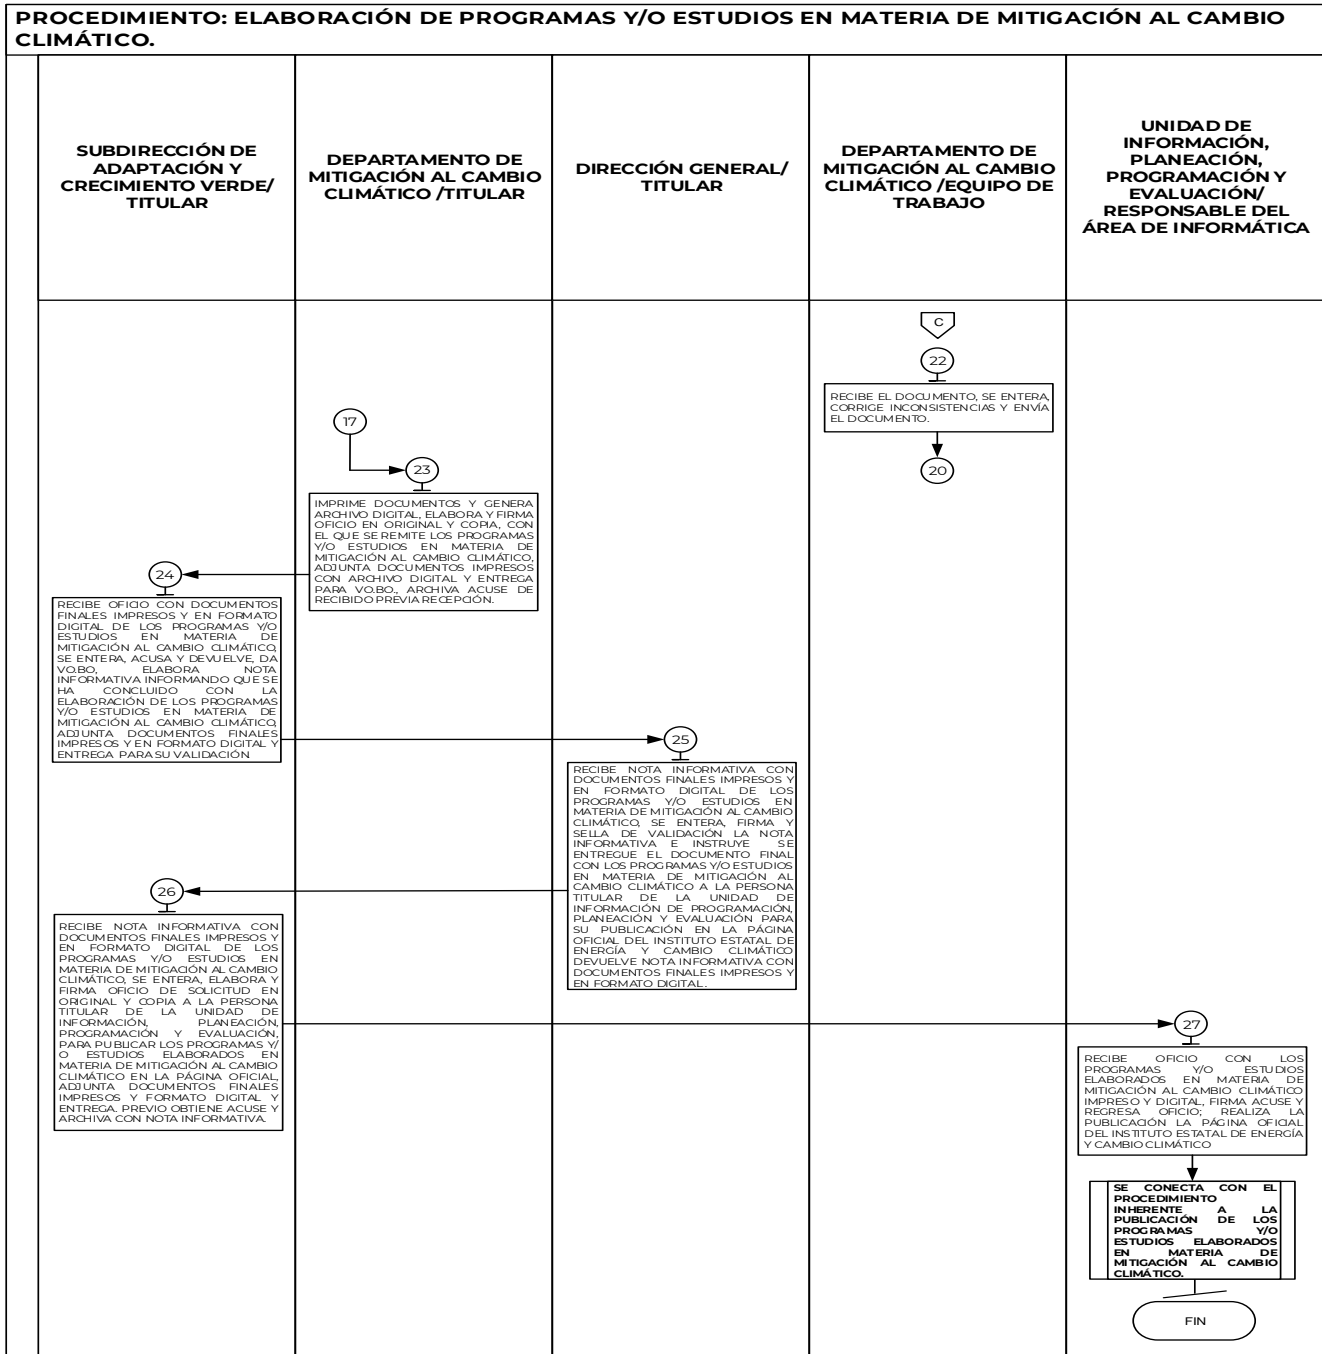 PROCEDIMIENTO: ELABORACIÓN DE PROGRAMAS Y/O ESTUDIOS EN MATERIA DE MITIGACIÓN AL CAMBIO
CLIMÁTICO.
SUBDIRECCIÓN DE
ADAPTACIÓN Y
CRECIMIENTO VERDE/
TITULAR
DEPARTAMENTO DE
MITIGACIÓN AL CAMBIO
CLIMÁTICO /TITULAR
DIRECCIÓN GENERAL/
TITULAR
DEPARTAMENTO DE
MITIGACIÓN AL CAMBIO
CLIMÁTICO /EQUIPO DE
TRABAJO
UNIDAD DE
INFORMACIÓN,
PLANEACIÓN,
PROGRAMACIÓN Y
EVALUACIÓN/
RESPONSABLE DEL
ÁREA DE INFORMÁTICA
C
22
RECIBE EL DOCUMENTO, SE ENTERA,
CORRIGE INCONSISTENCIAS Y ENVÍA
EL DOCUMENTO.
20
17
23
IMPRIME DOCUMENTOS Y GENERA
ARCHIVO DIGITAL, ELABORA Y FIRMA
OFICIO EN ORIGINAL Y COPIA, CON
EL QUE SE REMITE LOS PROGRAMAS
Y/O ESTUDIOS EN MATERIA DE
MITIGACIÓN AL CAMBIO CLIMÁTICO,
ADJUNTA DOCUMENTOS IMPRESOS
CON ARCHIVO DIGITAL Y ENTREGA
PARA VO.BO., ARCHIVA ACUSE DE
RECIBIDO PREVIA RECEPCIÓN.
24
RECIBE OFICIO CON DOCUMENTOS
FINALES IMPRESOS Y EN FORMATO
DIGITAL DE LOS PROGRAMAS Y/O
ESTUDIOS EN MATERIA DE
MITIGACIÓN AL CAMBIO CLIMÁTICO,
SE ENTERA, ACUSA Y DEVUELVE, DA
VO.BO, ELABORA NOTA
INFORMATIVA INFORMANDO QUE SE
HA CONCLUIDO CON LA
ELABORACIÓN DE LOS PROGRAMAS
Y/O ESTUDIOS EN MATERIA DE
MITIGACIÓN AL CAMBIO CLIMÁTICO,
ADJUNTA DOCUMENTOS FINALES
IMPRESOS Y EN FORMATO DIGITAL Y
ENTREGA PARA SU VALIDACIÓN
25
RECIBE NOTA INFORMATIVA CON
DOCUMENTOS FINALES IMPRESOS Y
EN FORMATO DIGITAL DE LOS
PROGRAMAS Y/O ESTUDIOS EN
MATERIA DE MITIGACIÓN AL CAMBIO
CLIMÁTICO, SE ENTERA, FIRMA Y
SELLA DE VALIDACIÓN LA NOTA
INFORMATIVA E INSTRUYE SE
ENTREGUE EL DOCUMENTO FINAL
CON LOS PROGRAMAS Y/O ESTUDIOS
EN MATERIA DE MITIGACIÓN AL
CAMBIO CLIMÁTICO A LA PERSONA
TITULAR DE LA UNIDAD DE
INFORMACIÓN DE PROGRAMACIÓN,
PLANEACIÓN Y EVALUACIÓN PARA
SU PUBLICACIÓN EN LA PÁGINA
OFICIAL DEL INSTITUTO ESTATAL DE
ENERGÍA Y CAMBIO CLIMÁTICO
DEVUELVE NOTA INFORMATIVA CON
DOCUMENTOS FINALES IMPRESOS Y
EN FORMATO DIGITAL.
26
RECIBE NOTA INFORMATIVA CON
DOCUMENTOS FINALES IMPRESOS Y
EN FORMATO DIGITAL DE LOS
PROGRAMAS Y/O ESTUDIOS EN
MATERIA DE MITIGACIÓN AL CAMBIO
CLIMÁTICO, SE ENTERA, ELABORA Y
FIRMA OFICIO DE SOLICITUD EN
ORIGINAL Y COPIA A LA PERSONA
TITULAR DE LA UNIDAD DE
INFORMACIÓN, PLANEACIÓN,
PROGRAMACIÓN Y EVALUACIÓN,
PARA PUBLICAR LOS PROGRAMAS Y/
O ESTUDIOS ELABORADOS EN
MATERIA DE MITIGACIÓN AL CAMBIO
CLIMÁTICO EN LA PÁGINA OFICIAL,
ADJUNTA DOCUMENTOS FINALES
IMPRESOS Y FORMATO DIGITAL Y
ENTREGA. PREVIO OBTIENE ACUSE Y
ARCHIVA CON NOTA INFORMATIVA.
27
RECIBE OFICIO CON LOS
PROGRAMAS Y/O ESTUDIOS
ELABORADOS EN MATERIA DE
MITIGACIÓN AL CAMBIO CLIMÁTICO
IMPRESO Y DIGITAL, FIRMA ACUSE Y
REGRESA OFICIO; REALIZA LA
PUBLICACIÓN LA PÁGINA OFICIAL
DEL INSTITUTO ESTATAL DE ENERGÍA
Y CAMBIO CLIMÁTICO
SE CONECTA CON EL
PROCEDIMIENTO
INHERENTE A LA
PUBLICACIÓN DE LOS
PROGRAMAS Y/O
ESTUDIOS ELABORADOS
EN MATERIA DE
MITIGACIÓN AL CAMBIO
CLIMÁTICO.
FIN